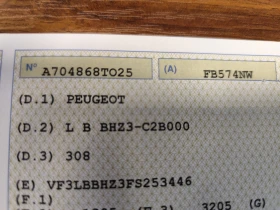 N° A704868TO25 (A) FB574NW
(D.1) PEUGEOT
(D.2) L B BHZ3-C2B000
(D.3) 308
(E) VF3LBBHZ3FS253446
(F.1) 3205 (G)